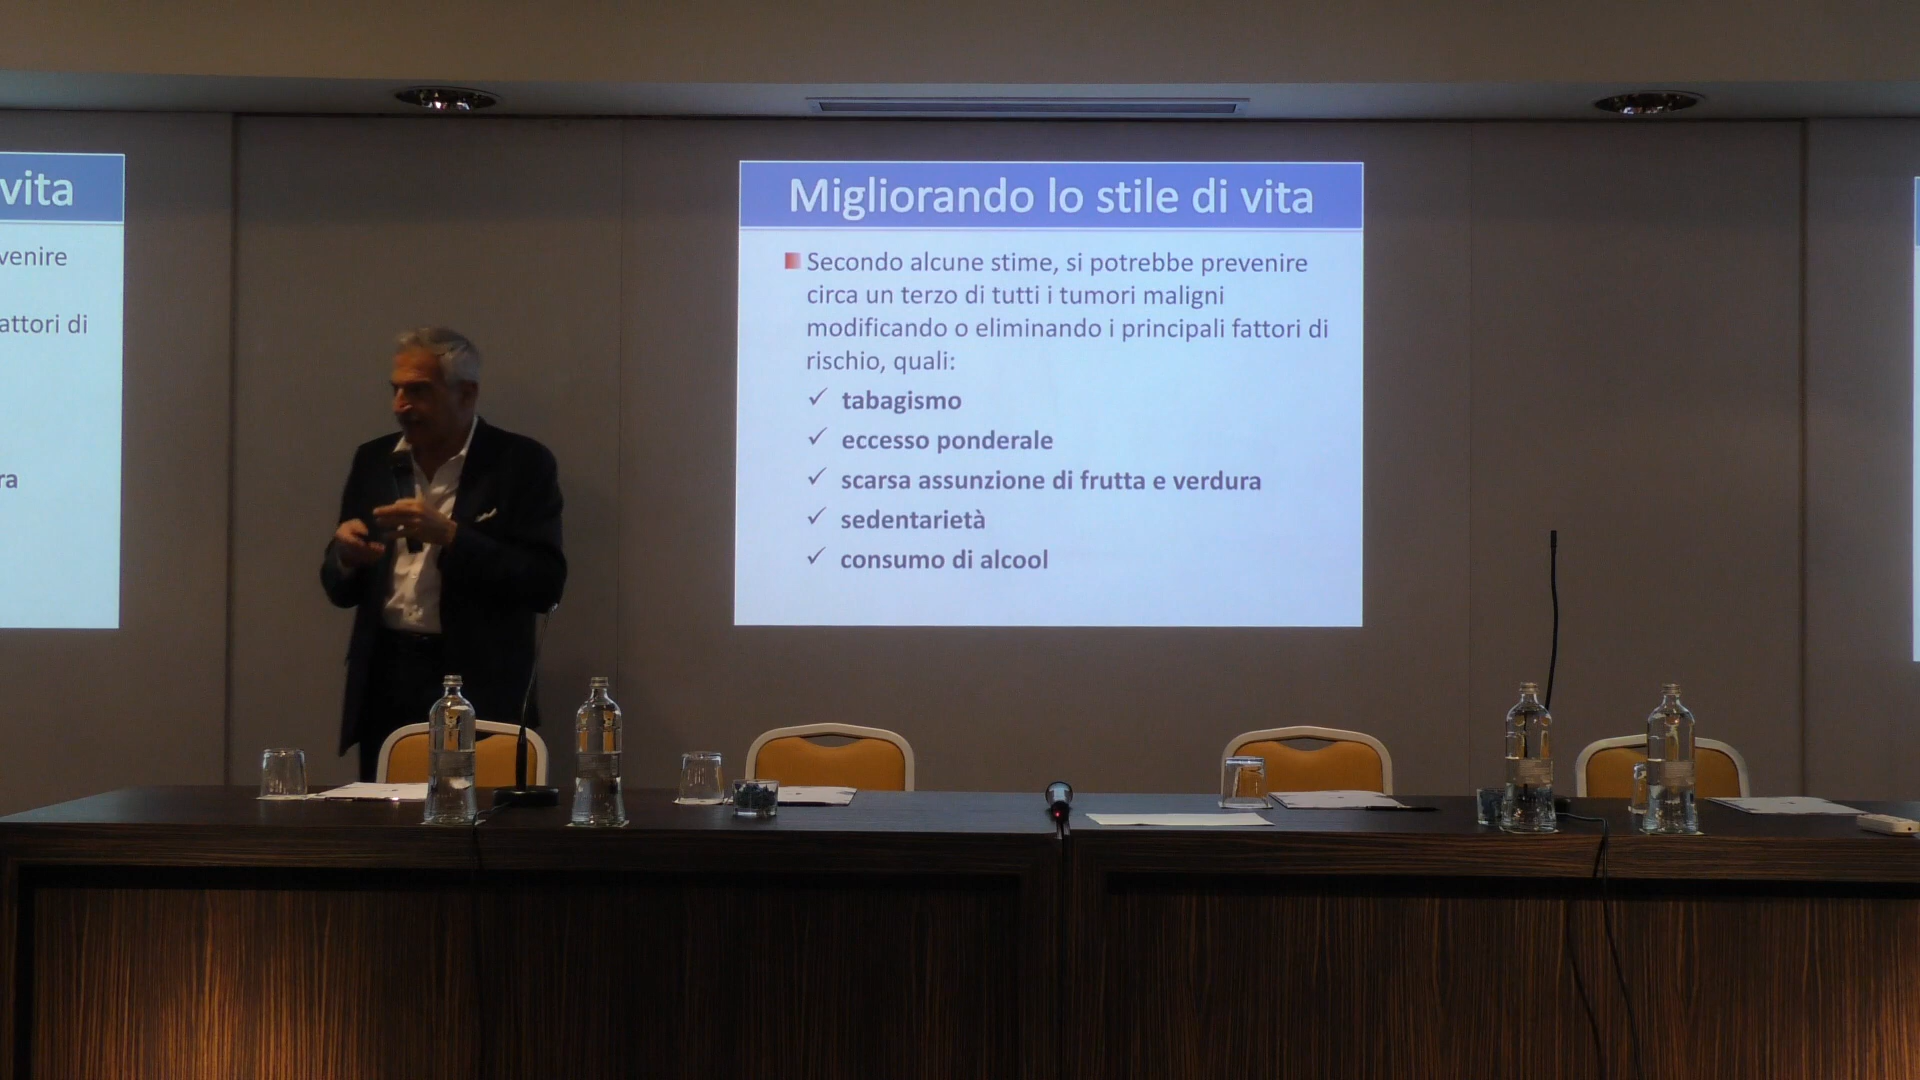 vita
venire
attori di
ra
Migliorando lo stile di vita
Secondo alcune stime, si potrebbe prevenire
circa un terzo di tutti i tumori maligni
modificando o eliminando i principali fattori di
rischio, quali:
✓ tabagismo
✓ eccesso ponderale
✓ scarsa assunzione di frutta e verdura
✓ sedentarietà
✓ consumo di alcool